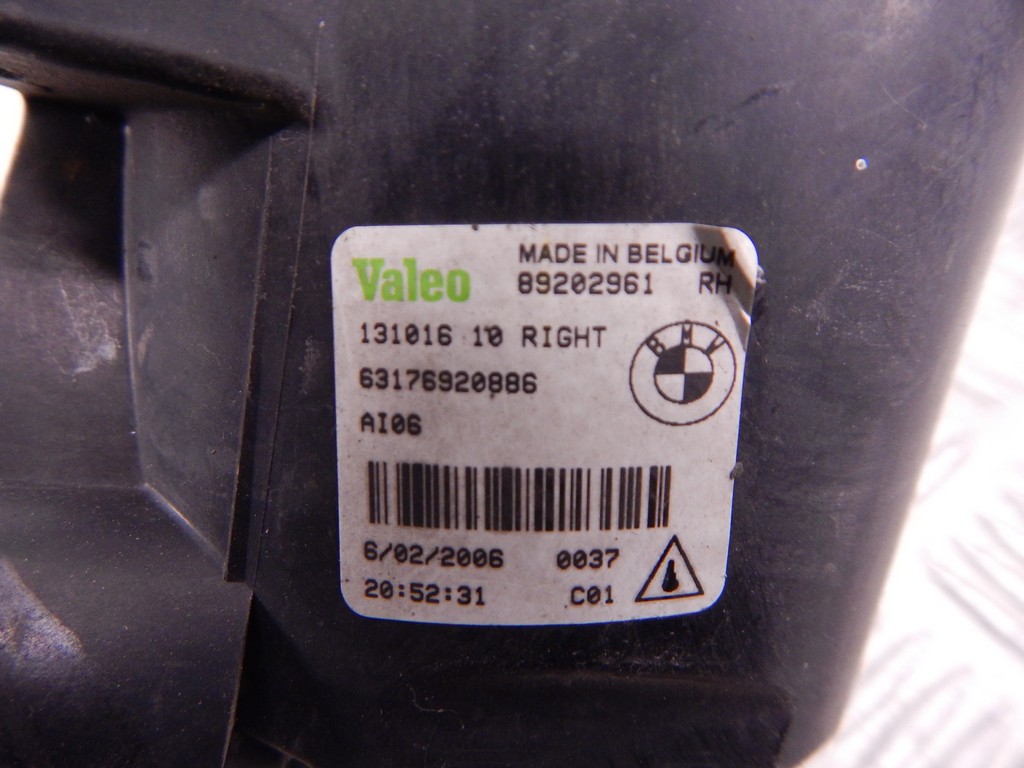 Valeo MADE IN BELGIUM
89202961 RH
131016 10 RIGHT
BMW
63176920886
AI06
6/02/2006 0037
20:52:31 C01